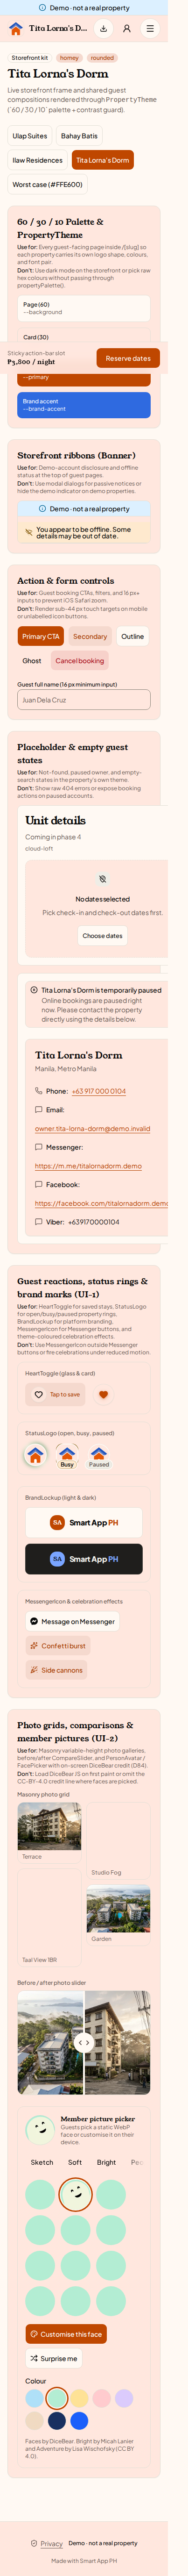 Demo · not a real property
Tita Lorna's D...
Storefront kit
homey
rounded
Tita Lorna's Dorm
Live storefront frame and shared guest
compositions rendered through PropertyTheme
(`60 / 30 / 10` palette + contrast guard).
Ulap Suites
Bahay Batis
Ilaw Residences
Tita Lorna's Dorm
Worst case (#FFE600)
60 / 30 / 10 Palette &
PropertyTheme
Use for: Every guest-facing page inside /[slug] so
each property carries its own logo shape, colours,
and font pair.
Don't: Use dark mode on the storefront or pick raw
hex colours without passing through
propertyPalette().
Page (60)
--background
Card (30)
Sticky action-bar slot
₱3,800 / night
Reserve dates
--primary
Brand accent
--brand-accent
Storefront ribbons (Banner)
Use for: Demo-account disclosure and offline
status at the top of guest pages.
Don't: Use modal dialogs for passive notices or
hide the demo indicator on demo properties.
Demo · not a real property
You appear to be offline. Some
details may be out of date.
Action & form controls
Use for: Guest booking CTAs, filters, and 16px+
inputs to prevent iOS Safari zoom.
Don't: Render sub-44px touch targets on mobile
or unlabelled icon buttons.
Primary CTA
Secondary
Outline
Ghost
Cancel booking
Guest full name (16px minimum input)
Juan Dela Cruz
Placeholder & empty guest
states
Use for: Not-found, paused owner, and empty-
search states in the property's own theme.
Don't: Show raw 404 errors or expose booking
actions on paused accounts.
Unit details
Coming in phase 4
cloud-loft
No dates selected
Pick check-in and check-out dates first.
Choose dates
Tita Lorna's Dorm is temporarily paused
Online bookings are paused right
now. Please contact the property
directly using the details below.
Tita Lorna's Dorm
Manila, Metro Manila
Phone: +63 917 000 0104
Email:
owner.tita-lorna-dorm@demo.invalid
Messenger:
https://m.me/titalornadorm.demo
Facebook:
https://facebook.com/titalornadorm.demo
Viber: +639170000104
Guest reactions, status rings &
brand marks (UI-1)
Use for: HeartToggle for saved stays, StatusLogo
for open/busy/paused property rings,
BrandLockup for platform branding,
MessengerIcon for Messenger buttons, and
theme-coloured celebration effects.
Don't: Use MessengerIcon outside Messenger
buttons or fire celebrations under reduced motion.
HeartToggle (glass & card)
Tap to save
StatusLogo (open, busy, paused)
Busy
Paused
BrandLockup (light & dark)
SA Smart App PH
SA Smart App PH
MessengerIcon & celebration effects
Message on Messenger
Confetti burst
Side cannons
Photo grids, comparisons &
member pictures (UI-2)
Use for: Masonry variable-height photo galleries,
before/after CompareSlider, and PersonAvatar /
FacePicker with on-screen DiceBear credit (D84).
Don't: Load DiceBear JS on first paint or omit the
CC-BY-4.0 credit line where faces are picked.
Masonry photo grid
Terrace
Studio Fog
Garden
Taal View 1BR
Before / after photo slider
Member picture picker
Guests pick a static WebP
face or customise it on their
device.
Sketch
Soft
Bright
Customise this face
Surprise me
Colour
Faces by DiceBear. Bright by Micah Lanier
and Adventure by Lisa Wischofsky (CC BY
4.0).
Privacy
Demo · not a real property
Made with Smart App PH